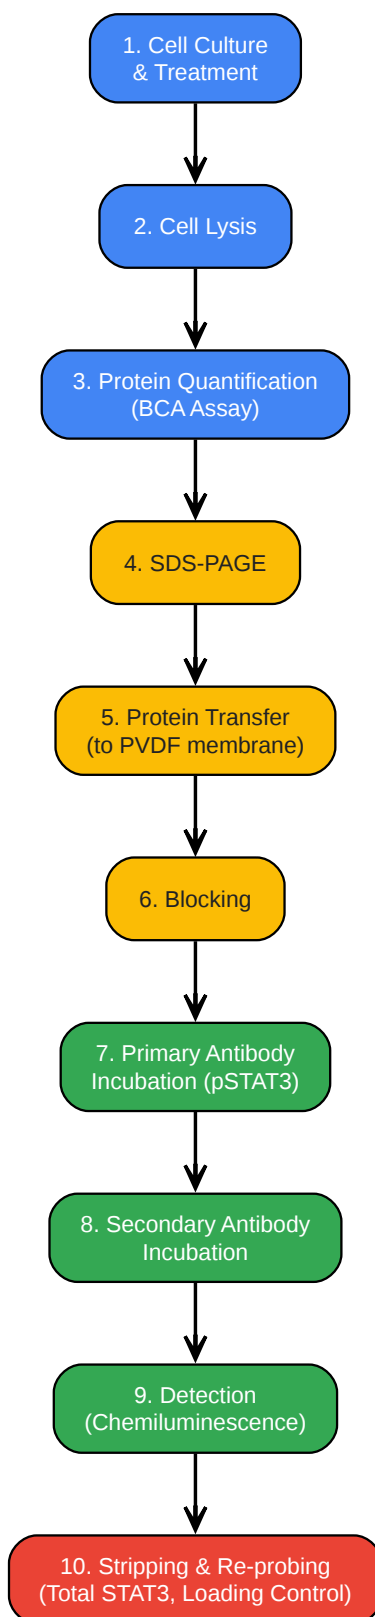 1. Cell Culture
& Treatment
2. Cell Lysis
3. Protein Quantification
(BCA Assay)
4. SDS-PAGE
5. Protein Transfer
(to PVDF membrane)
6. Blocking
7. Primary Antibody
Incubation (pSTAT3)
8. Secondary Antibody
Incubation
9. Detection
(Chemiluminescence)
10. Stripping & Re-probing
(Total STAT3, Loading Control)